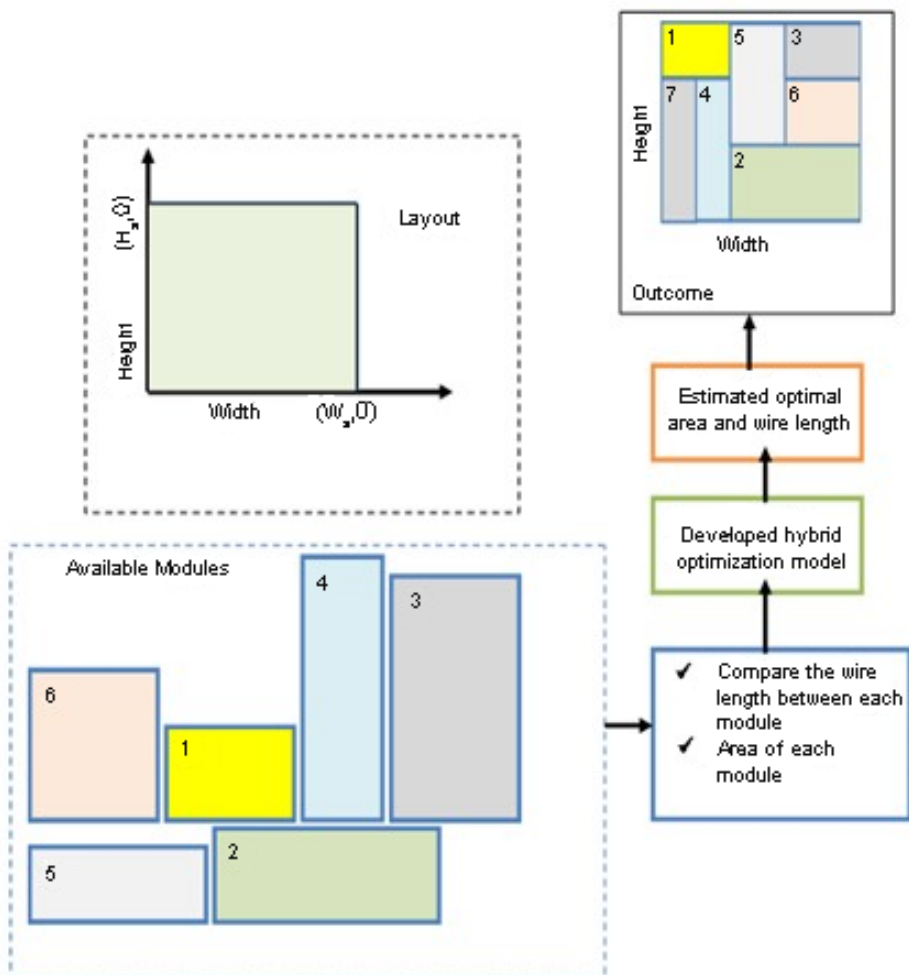 1
5
3
7
4
6
2
Height
Width
Outcome
Layout
Height
Width
Estimated optimal
area and wire length
Developed hybrid
optimization model
Available Modules
4
3
6
1
2
5
✓ Compare the wire
length between each
module
✓ Area of each
module